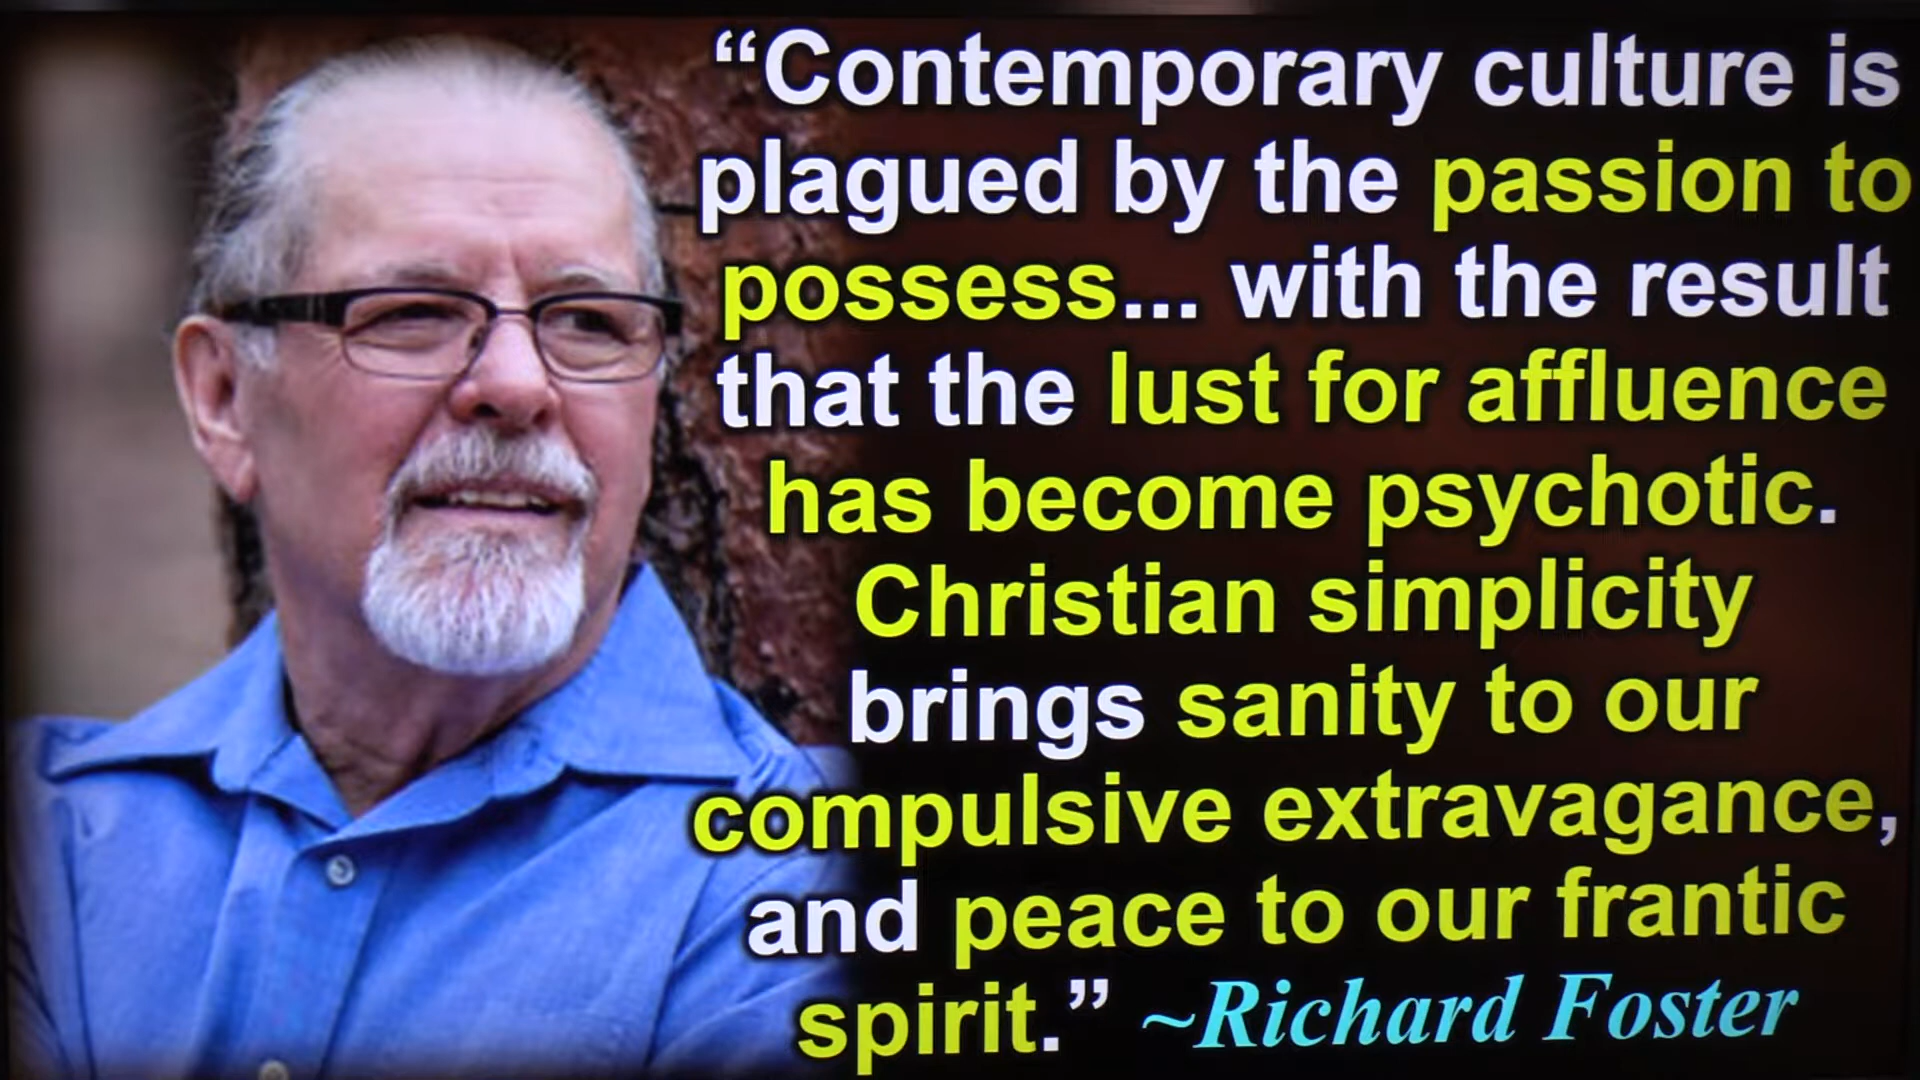 “Contemporary culture is
plagued by the passion to
possess... with the result
that the lust for affluence
has become psychotic.
Christian simplicity
brings sanity to our
compulsive extravagance,
and peace to our frantic
spirit.” ~Richard Foster